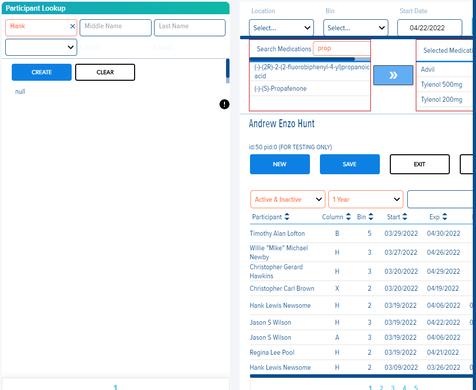 Participant Lookup
Hank
Middle Name
Last Name
CREATE
CLEAR
null
1
Location
Bin
Start Date
Select...
Select...
04/22/2022
Search Medications
prop
(-)-(2R)-2-(2-fluorobiphenyl-4-yl)propanoic
acid
(-)-(S)-Propafenone
»
Selected Medicati
Advil
Tylenol 500mg
Tylenol 200mg
Andrew Enzo Hunt
id:50 pid:0 (FOR TESTING ONLY)
NEW
SAVE
EXIT
Active & Inactive
1 Year
Participant Column Bin Start Exp.
Timothy Alan Lofton B 5 03/29/2022 04/30/2022
Willie "Mike" Michael
Newby H 3 03/27/2022 04/26/2022
Christopher Gerard
Hawkins H 3 03/20/2022 04/29/2022
Christopher Carl Brown X 2 03/20/2022 04/19/2022
Hank Lewis Newsome H 2 03/19/2022 04/06/2022 0
Jason S Wilson H 3 03/19/2022 04/22/2022 0
Jason S Wilson A 3 03/19/2022 04/06/2022
Regina Lee Pool H 2 03/19/2022 04/21/2022
Hank Lewis Newsome H 2 03/09/2022 03/26/2022 0
1 2 3 4 5